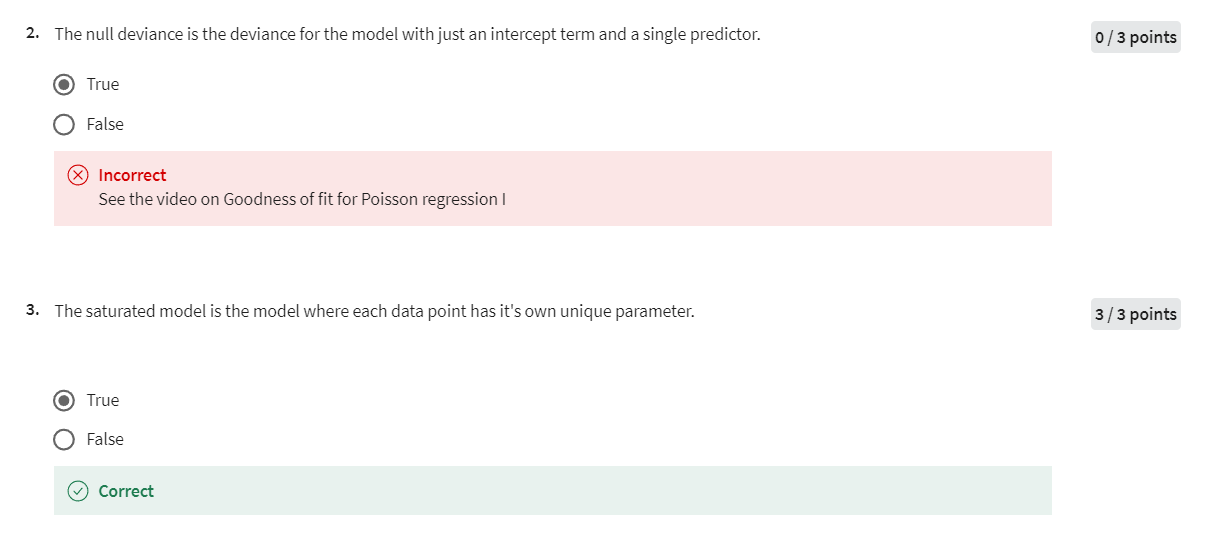 2. The null deviance is the deviance for the model with just an intercept term and a single predictor.
0 / 3 points
True
False
Incorrect
See the video on Goodness of fit for Poisson regression I
3. The saturated model is the model where each data point has it's own unique parameter.
3 / 3 points
True
False
Correct